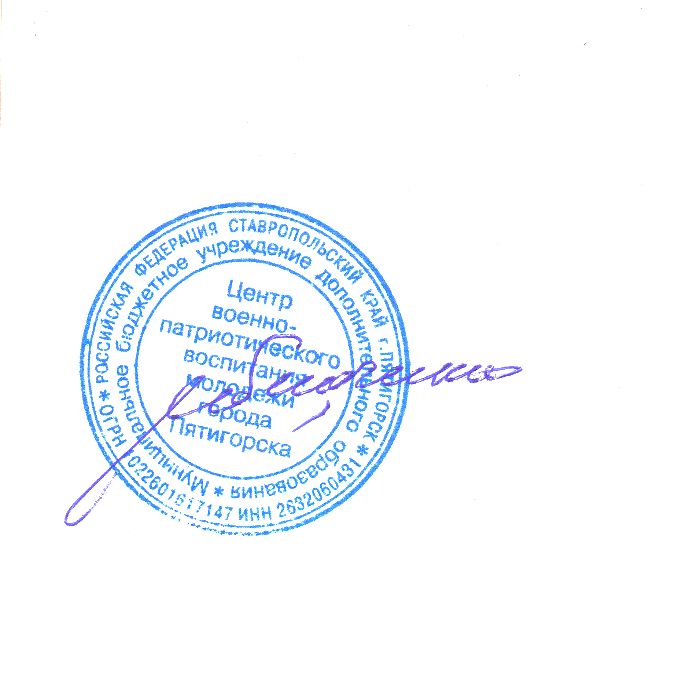 * РОССИЙСКАЯ ФЕДЕРАЦИЯ СТАВРОПОЛЬСКИЙ КРАЙ г.ПЯТИГОРСК *
ОГРН 1022601617147 ИНН 2632060431
* Муниципальное бюджетное учреждение дополнительного образования
Центр
военно-
патриотического
воспитания
молодежи
города
Пятигорска